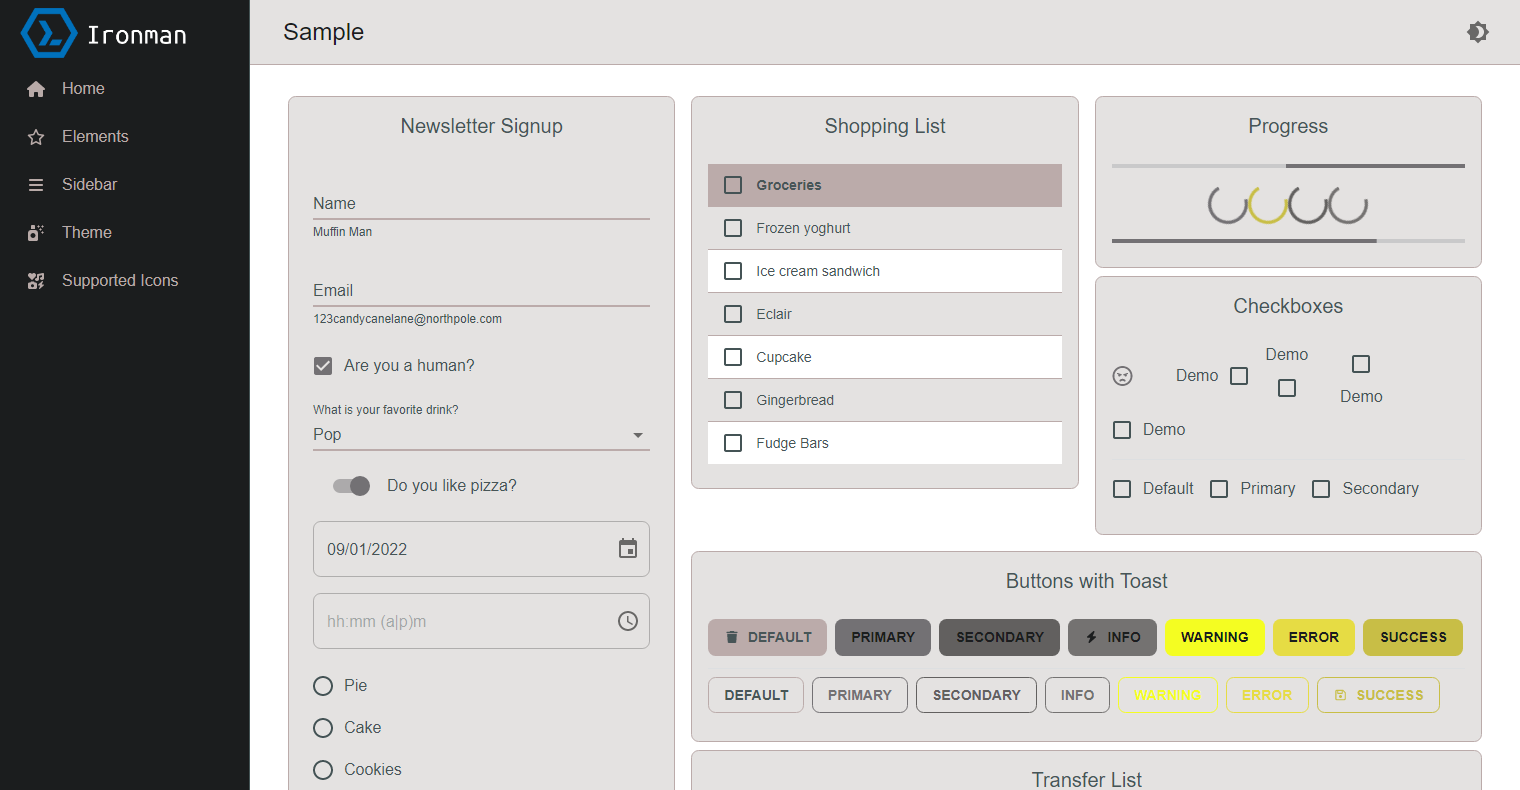 Ironman
Home
Elements
Sidebar
Theme
Supported Icons
Sample
Newsletter Signup
Name
Muffin Man
Email
123candycanelane@northpole.com
Are you a human?
What is your favorite drink?
Pop
Do you like pizza?
09/01/2022
hh:mm (a|p)m
Pie
Cake
Cookies
Shopping List
Groceries
Frozen yoghurt
Ice cream sandwich
Eclair
Cupcake
Gingerbread
Fudge Bars
Progress
Checkboxes
Demo
Demo
Demo
Demo
Default Primary Secondary
Buttons with Toast
DEFAULT PRIMARY SECONDARY INFO WARNING ERROR SUCCESS
DEFAULT PRIMARY SECONDARY INFO WARNING ERROR SUCCESS
Transfer List